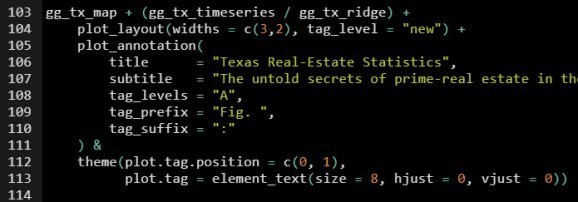 103 gg_tx_map + (gg_tx_timeseries / gg_tx_ridge) +
104     plot_layout(widths = c(3,2), tag_level = "new") +
105     plot_annotation(
106         title      = "Texas Real-Estate Statistics",
107         subtitle   = "The untold secrets of prime-real estate in the
108         tag_levels = "A",
109         tag_prefix = "Fig. ",
110         tag_suffix = ":"
111     ) &
112     theme(plot.tag.position = c(0, 1),
113           plot.tag = element_text(size = 8, hjust = 0, vjust = 0))
114